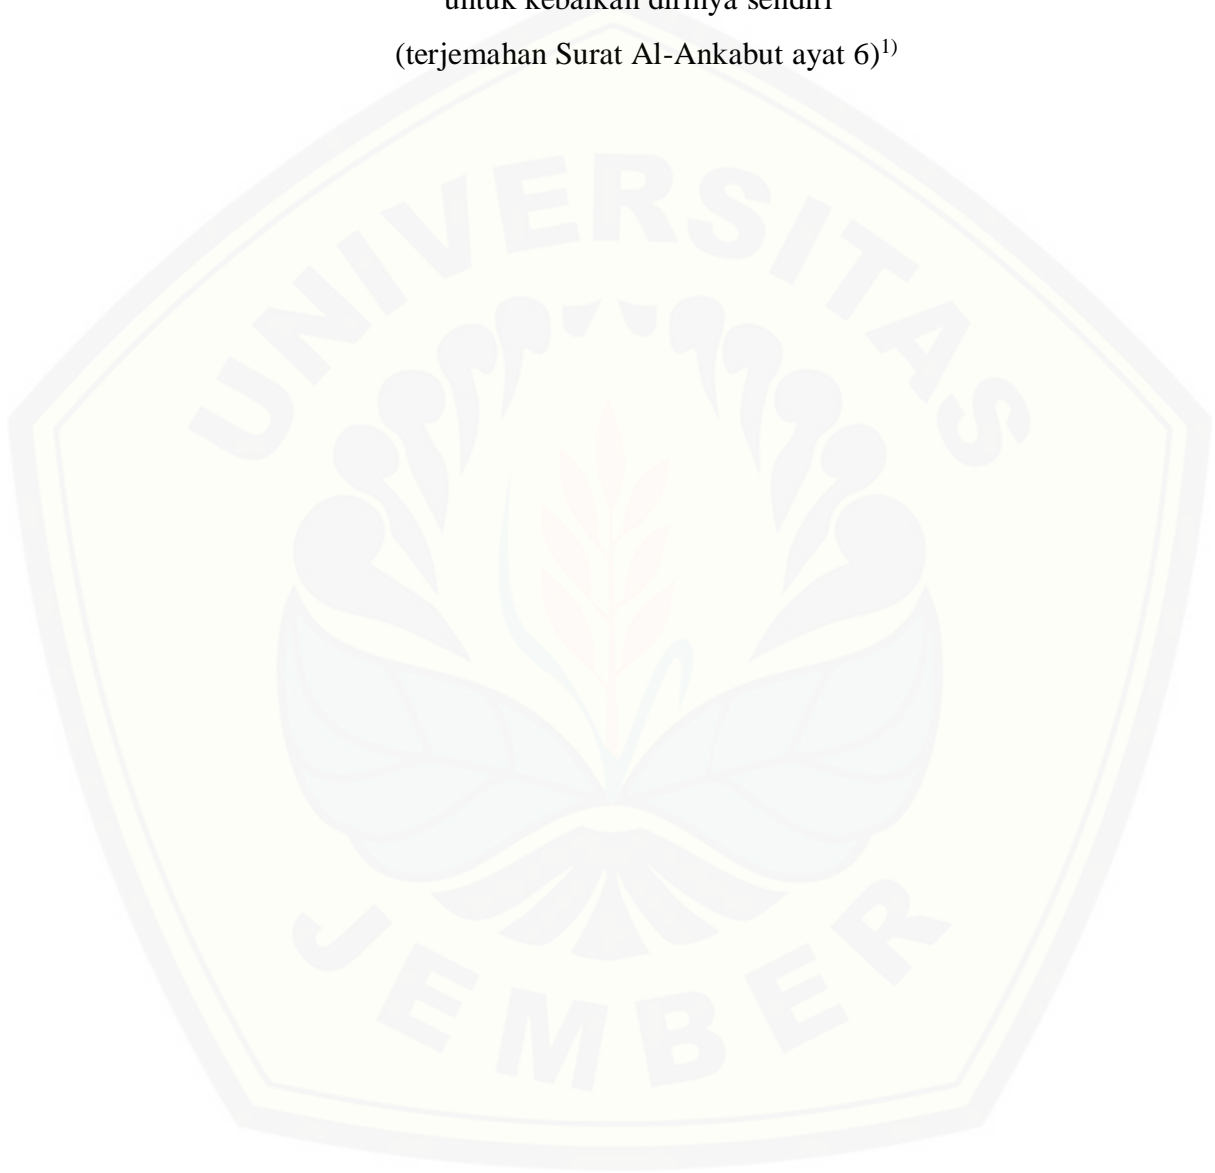 untuk kebaikan dirinya sendiri
(terjemahan Surat Al-Ankabut ayat 6)1)
UNIVERSITAS
JEMBER